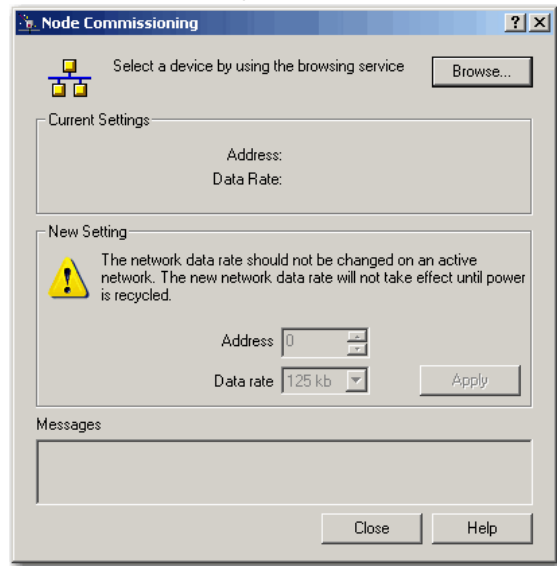 Node Commissioning
Select a device by using the browsing service
Browse...
Current Settings
Address:
Data Rate:
New Setting
The network data rate should not be changed on an active
network. The new network data rate will not take effect until power
is recycled.
Address 0
Data rate 125 kb
Apply
Messages
Close
Help